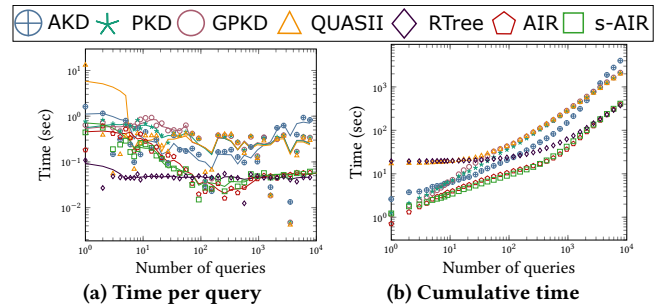 AKD PKD GPKD QUASII RTree AIR s-AIR
10^1
10^0
10^-1
10^-2
Time (sec)
10^0 10^1 10^2 10^3 10^4
Number of queries
(a) Time per query
10^4
10^3
10^2
10^1
10^0
Time (sec)
10^0 10^1 10^2 10^3 10^4
Number of queries
(b) Cumulative time